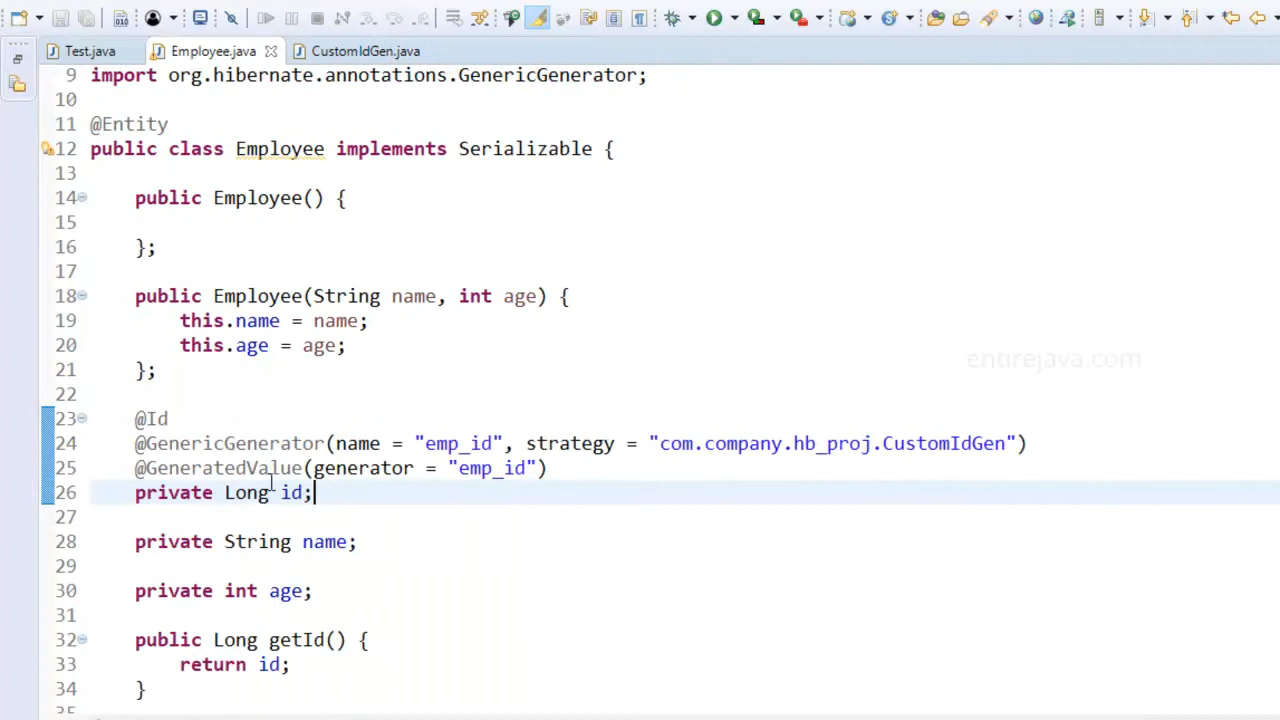 Test.java Employee.java CustomIdGen.java
9 import org.hibernate.annotations.GenericGenerator;
10
11 @Entity
12 public class Employee implements Serializable {
13
14 public Employee() {
15
16 };
17
18 public Employee(String name, int age) {
19 this.name = name;
20 this.age = age;
21 };
22
23 @Id
24 @GenericGenerator(name = "emp_id", strategy = "com.company.hb_proj.CustomIdGen")
25 @GeneratedValue(generator = "emp_id")
26 private Long id;
27
28 private String name;
29
30 private int age;
31
32 public Long getId() {
33 return id;
34 }
35
entirejava.com